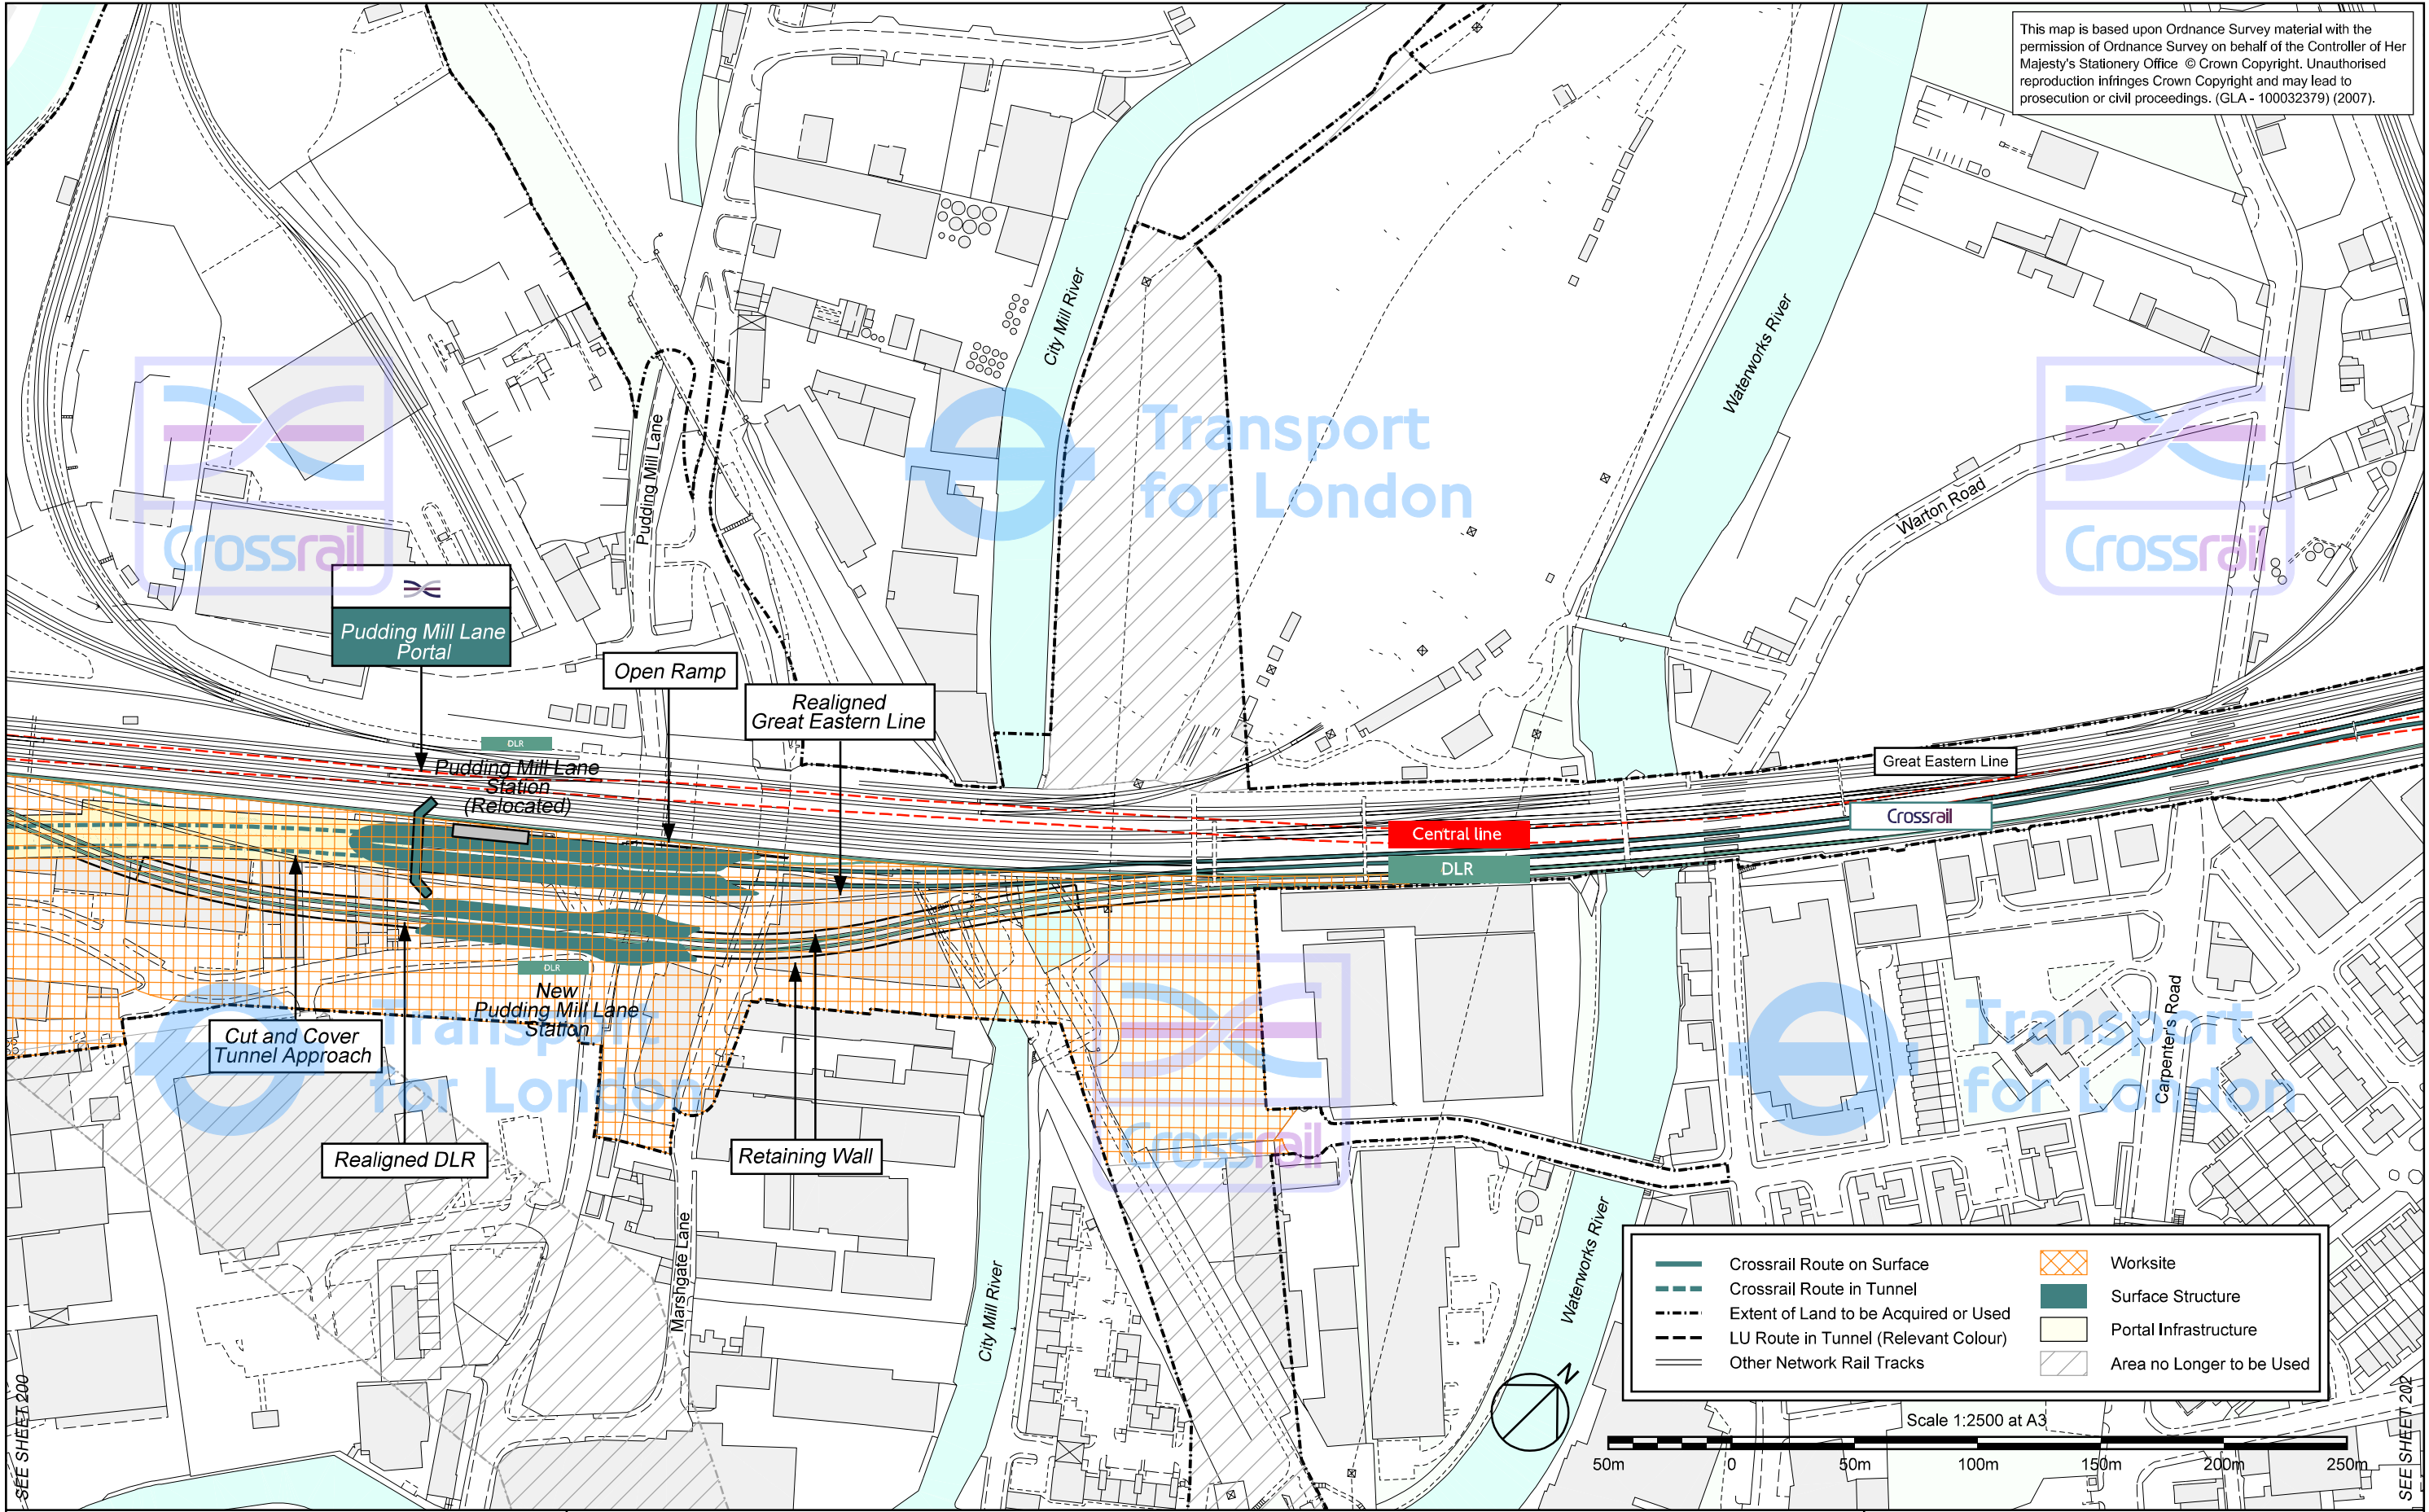 This map is based upon Ordnance Survey material with the
permission of Ordnance Survey on behalf of the Controller of Her
Majesty's Stationery Office © Crown Copyright. Unauthorised
reproduction infringes Crown Copyright and may lead to
prosecution or civil proceedings. (GLA - 100032379) (2007).
City Mill River
Waterworks River
Pudding Mill Lane
Transport
for London
Warton Road
Crossrail
Crossrail
Pudding Mill Lane
Portal
Open Ramp
Realigned
Great Eastern Line
DLR
Pudding Mill Lane
Station
(Relocated)
Great Eastern Line
Crossrail
Central line
DLR
DLR
New
Pudding Mill Lane
Station
Cut and Cover
Tunnel Approach
Transport
for London
Realigned DLR
Retaining Wall
Crossrail
Transport
for London
Carpenter's Road
Marshgate Lane
City Mill River
Waterworks River
Crossrail Route on Surface
Crossrail Route in Tunnel
Extent of Land to be Acquired or Used
LU Route in Tunnel (Relevant Colour)
Other Network Rail Tracks
Worksite
Surface Structure
Portal Infrastructure
Area no Longer to be Used
N
Scale 1:2500 at A3
50m 0 50m 100m 150m 200m 250m
SEE SHEET 200
SEE SHEET 202